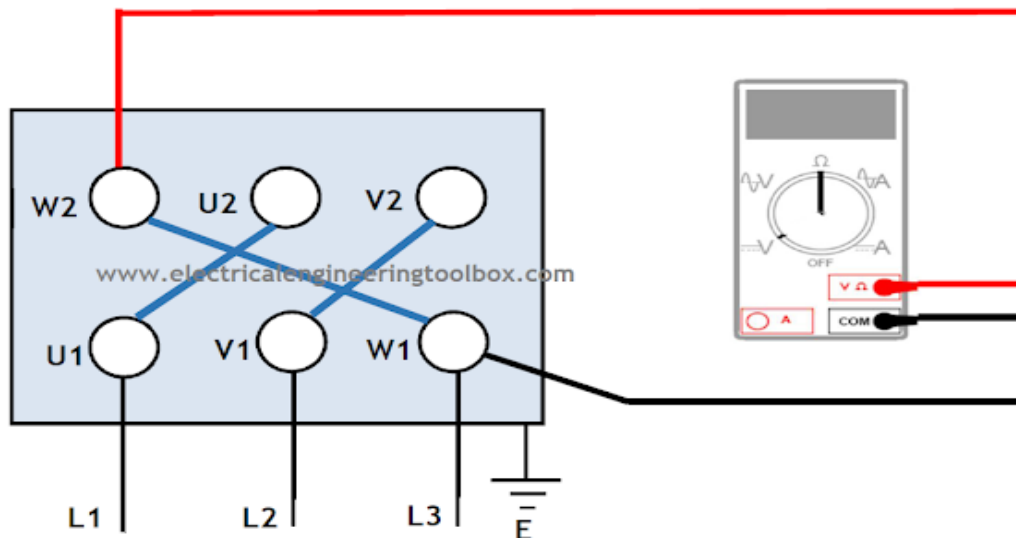 W2 U2 V2
www.electricalengineeringtoolbox.com
U1 V1 W1
L1 L2 L3 E
Ω
V A
V A
OFF
V Ω
A COM